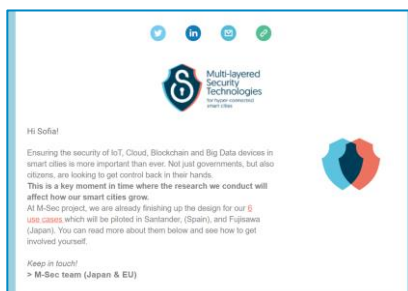 in
Multi-layered
Security
Technologies
for hyper-connected
smart cities
Hi Sofia!
Ensuring the security of IoT, Cloud, Blockchain and Big Data devices in
smart cities is more important than ever. Not just governments, but also
citizens, are looking to get control back in their hands.
This is a key moment in time where the research we conduct will
affect how our smart cities grow.
At M-Sec project, we are already finishing up the design for our 6
use cases which will be piloted in Santander, (Spain), and Fujisawa
(Japan). You can read more about them below and see how to get
involved yourself.
Keep in touch!
> M-Sec team (Japan & EU)